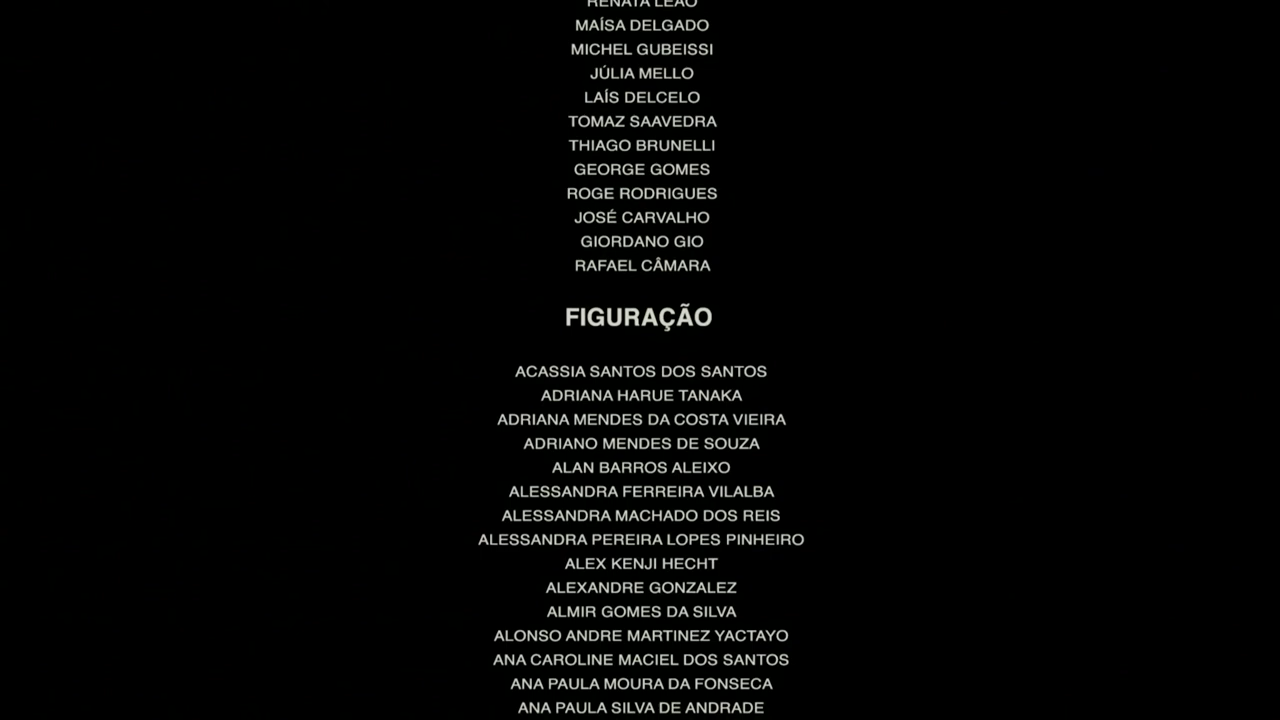 RENATA LEÃO
MAÍSA DELGADO
MICHEL GUBEISSI
JÚLIA MELLO
LAÍS DELCELO
TOMAZ SAAVEDRA
THIAGO BRUNELLI
GEORGE GOMES
ROGE RODRIGUES
JOSÉ CARVALHO
GIORDANO GIO
RAFAEL CÂMARA
FIGURAÇÃO
ACASSIA SANTOS DOS SANTOS
ADRIANA HARUE TANAKA
ADRIANA MENDES DA COSTA VIEIRA
ADRIANO MENDES DE SOUZA
ALAN BARROS ALEIXO
ALESSANDRA FERREIRA VILALBA
ALESSANDRA MACHADO DOS REIS
ALESSANDRA PEREIRA LOPES PINHEIRO
ALEX KENJI HECHT
ALEXANDRE GONZALEZ
ALMIR GOMES DA SILVA
ALONSO ANDRE MARTINEZ YACTAYO
ANA CAROLINE MACIEL DOS SANTOS
ANA PAULA MOURA DA FONSECA
ANA PAULA SILVA DE ANDRADE